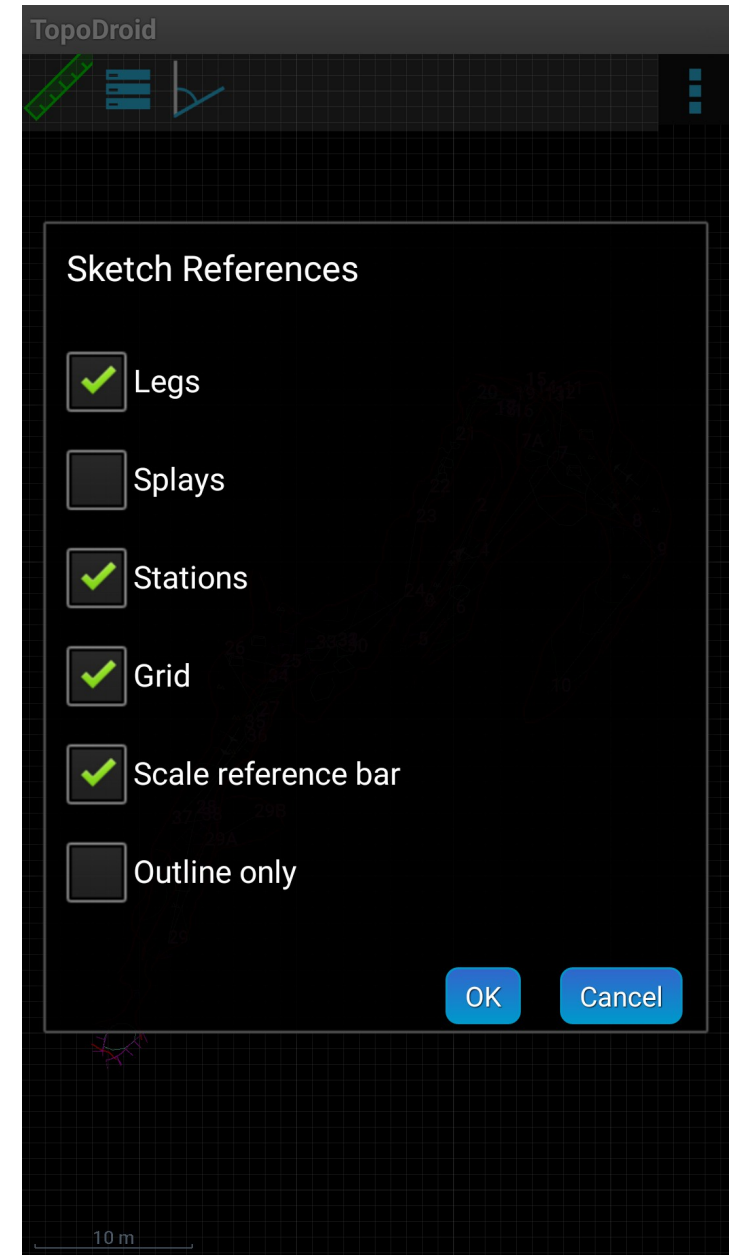 TopoDroid
Sketch References
Legs
Splays
Stations
Grid
Scale reference bar
Outline only
OK
Cancel
10 m